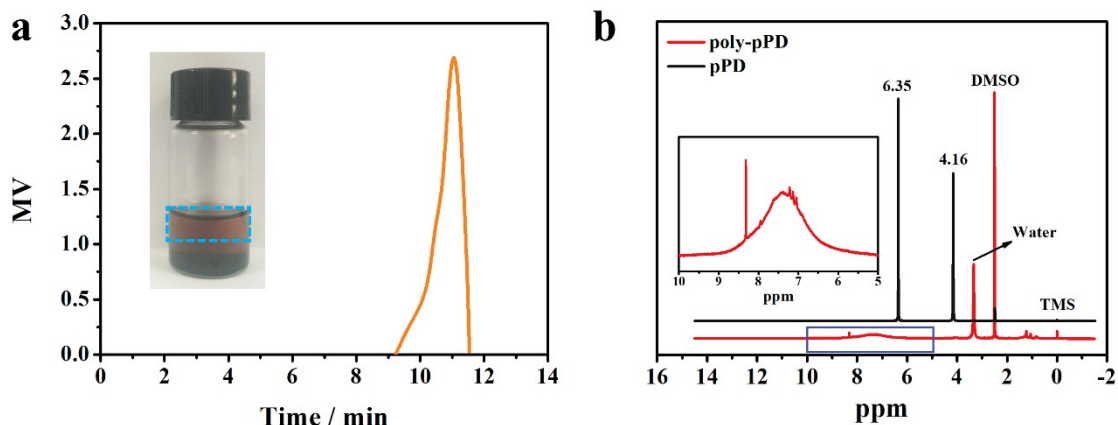 a
3.0
2.5
2.0
1.5
1.0
0.5
0.0
MV
0 2 4 6 8 10 12 14
Time / min
b
poly-pPD
pPD
6.35
4.16
DMSO
Water
TMS
10 9 8 7 6 5
ppm
16 14 12 10 8 6 4 2 0 -2
ppm